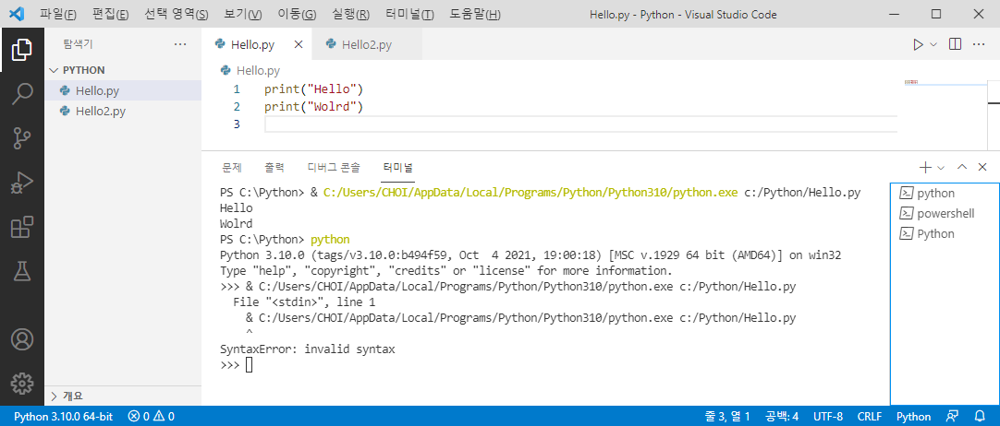 파일(F) 편집(E) 선택 영역(S) 보기(V) 이동(G) 실행(R) 터미널(T) 도움말(H) Hello.py - Python - Visual Studio Code
탐색기
PYTHON
Hello.py
Hello2.py
개요
Hello.py Hello2.py
Hello.py
1 print("Hello")
2 print("Wolrd")
3
문제 출력 디버그 콘솔 터미널
PS C:\Python> & C:/Users/CHOI/AppData/Local/Programs/Python/Python310/python.exe c:/Python/Hello.py
Hello
Wolrd
PS C:\Python> python
Python 3.10.0 (tags/v3.10.0:b494f59, Oct  4 2021, 19:00:18) [MSC v.1929 64 bit (AMD64)] on win32
Type "help", "copyright", "credits" or "license" for more information.
>>> & C:/Users/CHOI/AppData/Local/Programs/Python/Python310/python.exe c:/Python/Hello.py
  File "<stdin>", line 1
    & C:/Users/CHOI/AppData/Local/Programs/Python/Python310/python.exe c:/Python/Hello.py
    ^
SyntaxError: invalid syntax
>>>
python
powershell
Python
Python 3.10.0 64-bit 0 0 줄 3, 열 1 공백: 4 UTF-8 CRLF Python